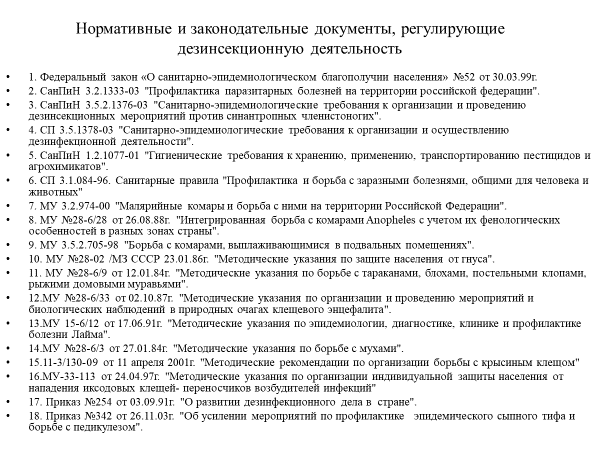 Нормативные и законодательные документы, регулирующие
дезинсекционную деятельность
• 1. Федеральный закон «О санитарно-эпидемиологическом благополучии населения» №52 от 30.03.99г.
• 2. СанПиН 3.2.1333-03 "Профилактика паразитарных болезней на территории российской федерации".
• 3. СанПиН 3.5.2.1376-03 "Санитарно-эпидемиологические требования к организации и проведению
дезинсекционных мероприятий против синантропных членистоногих".
• 4. СП 3.5.1378-03 "Санитарно-эпидемиологические требования к организации и осуществлению
дезинфекционной деятельности".
• 5. СанПиН 1.2.1077-01 "Гигиенические требования к хранению, применению, транспортированию пестицидов и
агрохимикатов".
• 6. СП 3.1.084-96. Санитарные правила "Профилактика и борьба с заразными болезнями, общими для человека и
животных"
• 7. МУ 3.2.974-00 "Малярийные комары и борьба с ними на территории Российской Федерации".
• 8. МУ №28-6/28 от 26.08.88г. "Интегрированная борьба с комарами Anopheles с учетом их фенологических
особенностей в разных зонах страны".
• 9. МУ 3.5.2.705-98 "Борьба с комарами, выплаживающимися в подвальных помещениях".
• 10. МУ №28-02 /МЗ СССР 23.01.86г. "Методические указания по защите населения от гнуса".
• 11. МУ №28-6/9 от 12.01.84г. "Методические указания по борьбе с тараканами, блохами, постельными клопами,
рыжими домовыми муравьями".
• 12.МУ №28-6/33 от 02.10.87г. "Методические указания по организации и проведению мероприятий и
биологических наблюдений в природных очагах клещевого энцефалита".
• 13.МУ 15-6/12 от 17.06.91г. "Методические указания по эпидемиологии, диагностике, клинике и профилактике
болезни Лайма".
• 14.МУ №28-6/3 от 27.01.84г. "Методические указания по борьбе с мухами".
• 15.11-3/130-09 от 11 апреля 2001г. "Методические рекомендации по организации борьбы с крысиным клещом"
• 16.МУ-33-113 от 24.04.97г. "Методические указания по организации индивидуальной защиты населения от
нападения иксодовых клещей- переносчиков возбудителей инфекций"
• 17. Приказ №254 от 03.09.91г. "О развитии дезинфекционного дела в стране".
• 18. Приказ №342 от 26.11.03г. "Об усилении мероприятий по профилактике эпидемического сыпного тифа и
борьбе с педикулезом".